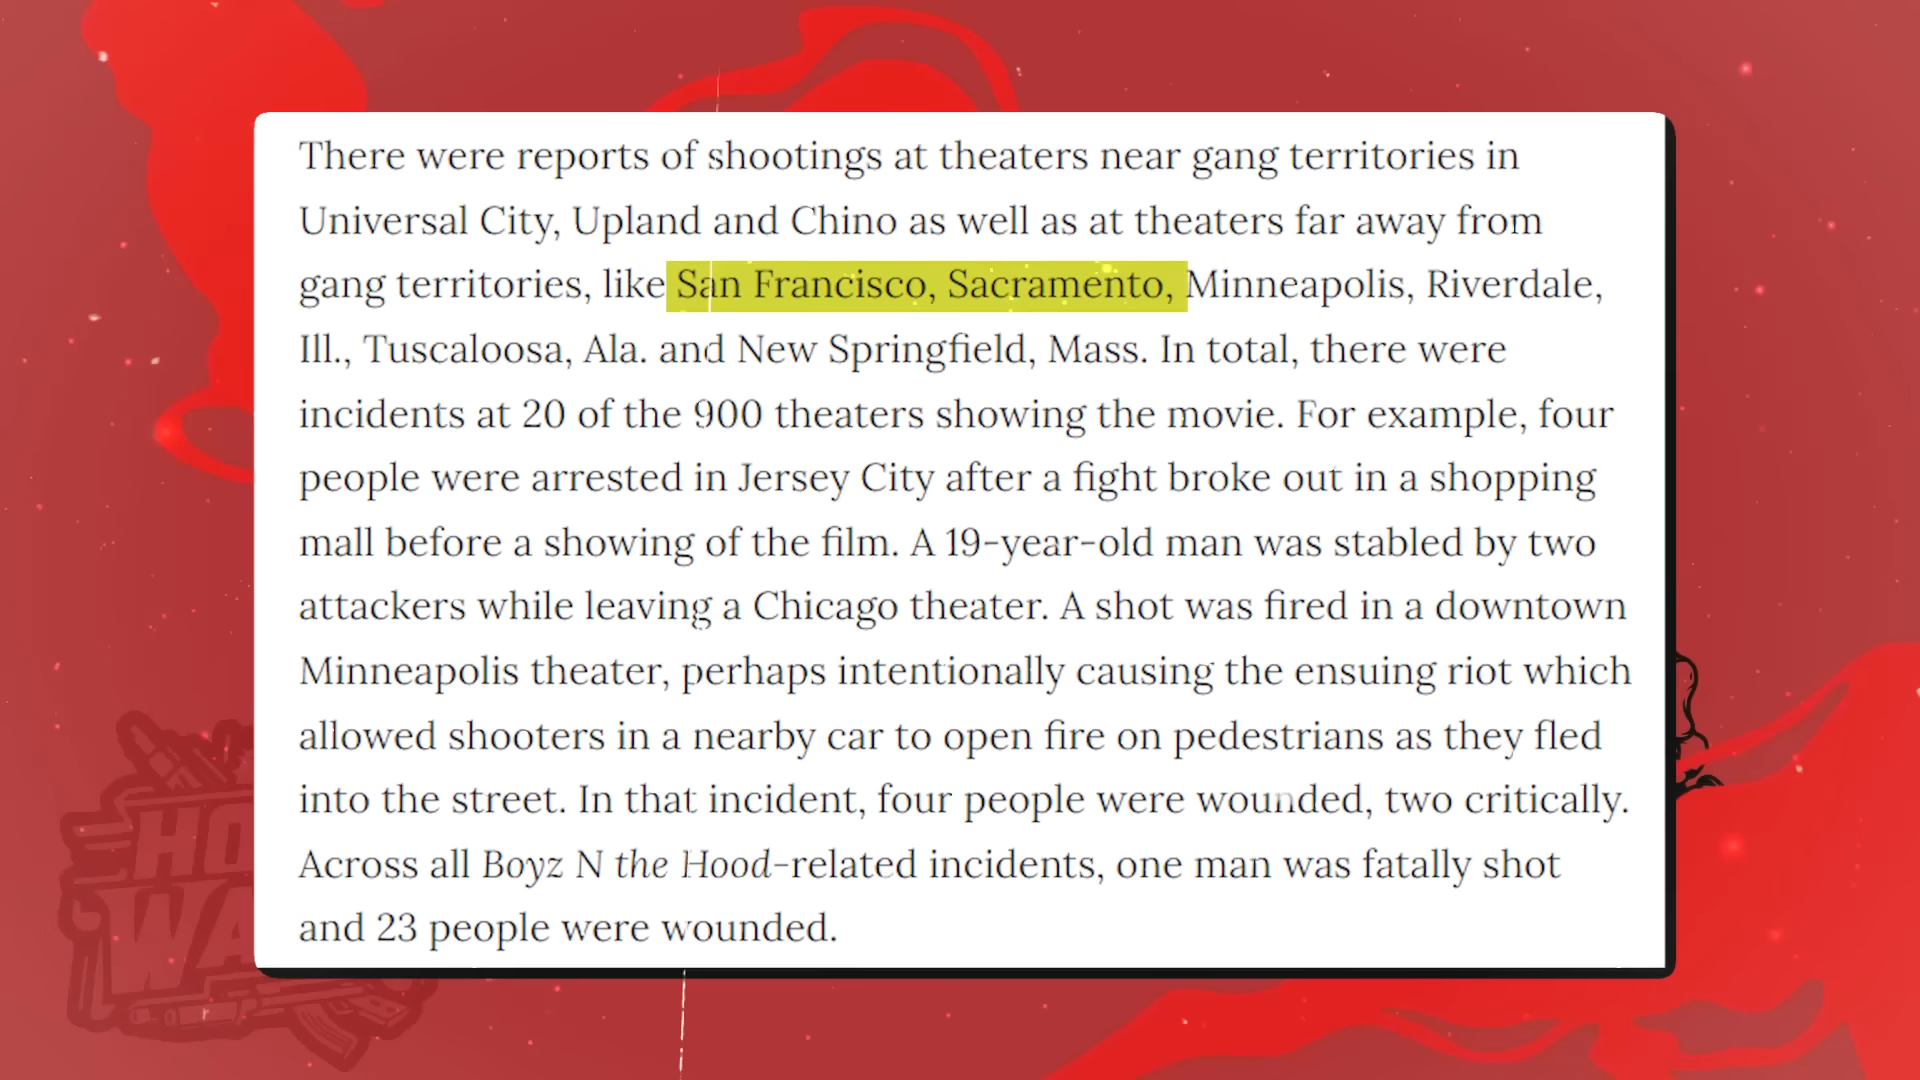 There were reports of shootings at theaters near gang territories in
Universal City, Upland and Chino as well as at theaters far away from
gang territories, like San Francisco, Sacramento, Minneapolis, Riverdale,
Ill., Tuscaloosa, Ala. and New Springfield, Mass. In total, there were
incidents at 20 of the 900 theaters showing the movie. For example, four
people were arrested in Jersey City after a fight broke out in a shopping
mall before a showing of the film. A 19-year-old man was stabled by two
attackers while leaving a Chicago theater. A shot was fired in a downtown
Minneapolis theater, perhaps intentionally causing the ensuing riot which
allowed shooters in a nearby car to open fire on pedestrians as they fled
into the street. In that incident, four people were wounded, two critically.
Across all Boyz N the Hood-related incidents, one man was fatally shot
and 23 people were wounded.
HO
WA